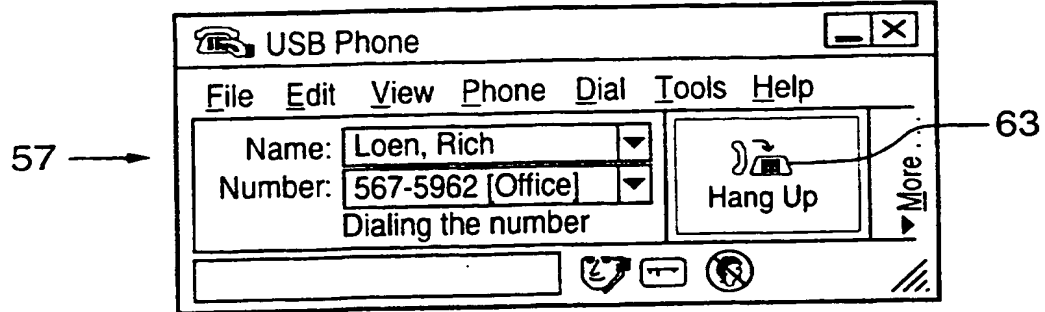 USB Phone
File Edit View Phone Dial Tools Help
57
Name: Loen, Rich
Number: 567-5962 [Office]
Dialing the number
Hang Up
More...
63